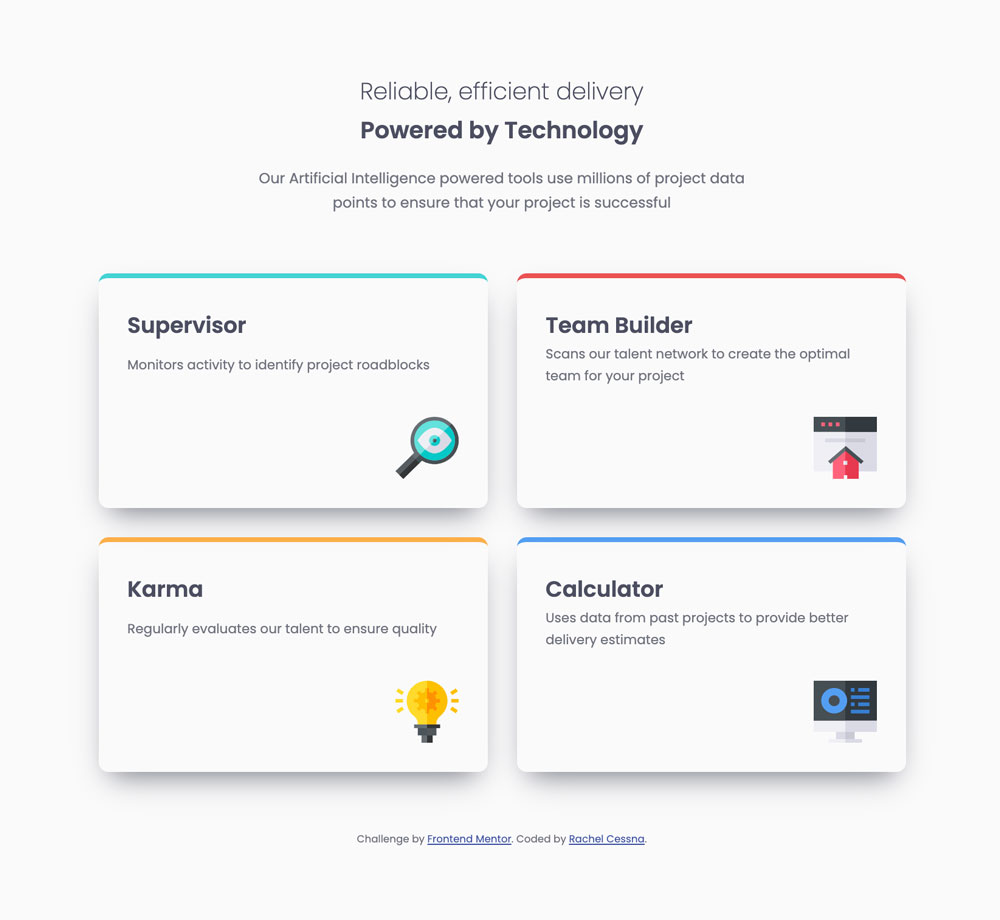 Reliable, efficient delivery
Powered by Technology
Our Artificial Intelligence powered tools use millions of project data
points to ensure that your project is successful
Supervisor
Monitors activity to identify project roadblocks
Team Builder
Scans our talent network to create the optimal
team for your project
Karma
Regularly evaluates our talent to ensure quality
Calculator
Uses data from past projects to provide better
delivery estimates
Challenge by Frontend Mentor. Coded by Rachel Cessna.